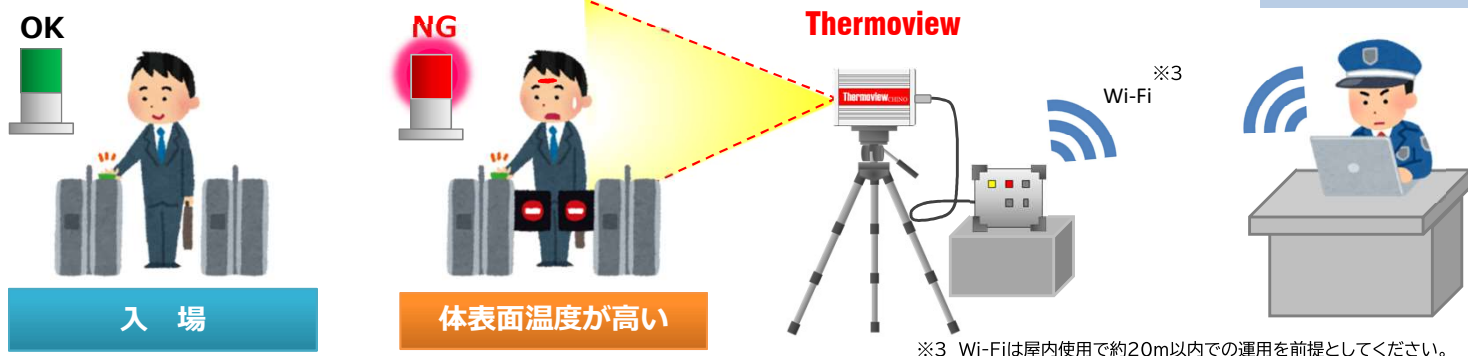 OK
NG
Thermoview
Thermoview CHINO
Wi-Fi ※3
入 場
体表面温度が高い
※3 Wi-Fiは屋内使用で約20m以内での運用を前提としてください。